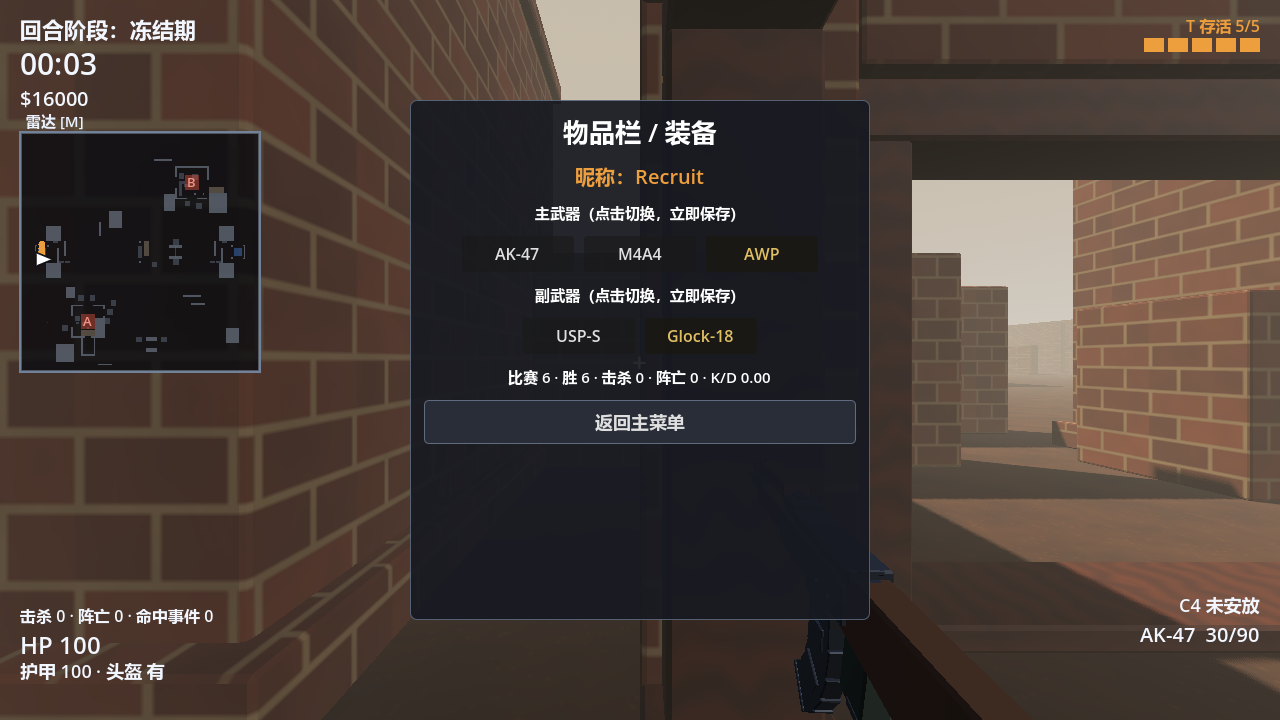 回合阶段：冻结期
00:03
$16000
雷达 [M]
B
A
T 存活 5/5
物品栏 / 装备
昵称：Recruit
主武器（点击切换，立即保存）
AK-47
M4A4
AWP
副武器（点击切换，立即保存）
USP-S
Glock-18
比赛 6 · 胜 6 · 击杀 0 · 阵亡 0 · K/D 0.00
返回主菜单
击杀 0 · 阵亡 0 · 命中事件 0
HP 100
护甲 100 · 头盔 有
C4 未安放
AK-47 30/90